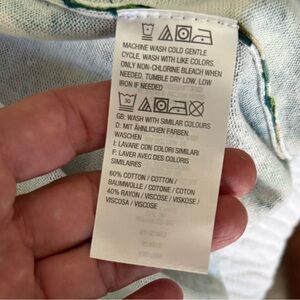 MACHINE WASH COLD GENTLE
CYCLE. WASH WITH LIKE COLORS.
ONLY NON-CHLORINE BLEACH WHEN
NEEDED. TUMBLE DRY LOW. LOW
IRON IF NEEDED
30
GB: WASH WITH SIMILAR COLOURS
D: MIT ÄHNLICHEN FARBEN
WASCHEN
I: LAVARE CON COLORI SIMILARI
F: LAVER AVEC DES COLORIS
SIMILAIRES
60% COTTON / COTTON /
BAUMWOLLE / COTONE / COTON
40% RAYON / VISCOSE / VISKOSE /
VISCOSA / VISCOSE